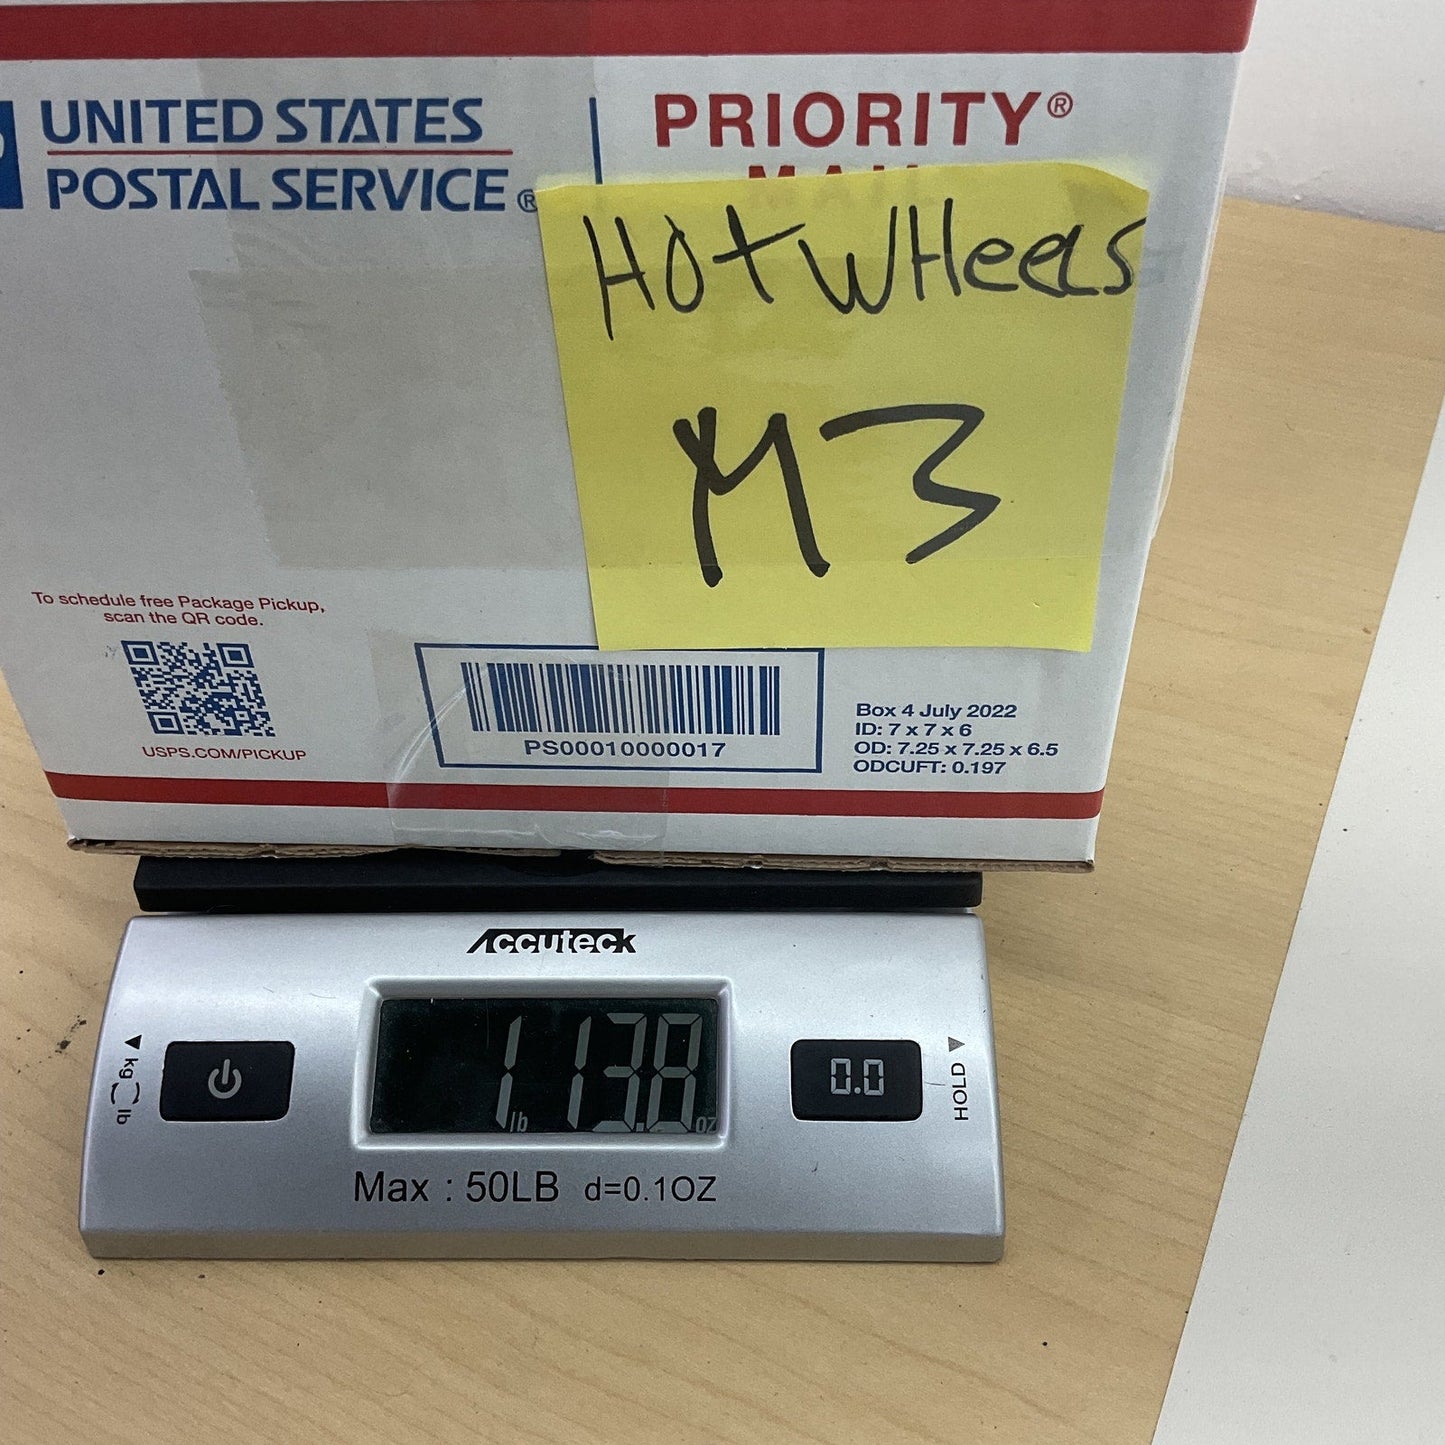 UNITED STATES
POSTAL SERVICE®
PRIORITY®
MAIL
HOt WHeels
M3
To schedule free Package Pickup,
scan the QR code.
USPS.COM/PICKUP
PS00010000017
Box 4 July 2022
ID: 7 x 7 x 6
OD: 7.25 x 7.25 x 6.5
ODCUFT: 0.197
Accuteck
kg lb
1 lb 13.8 oz
0.0
HOLD
Max : 50LB d=0.1OZ